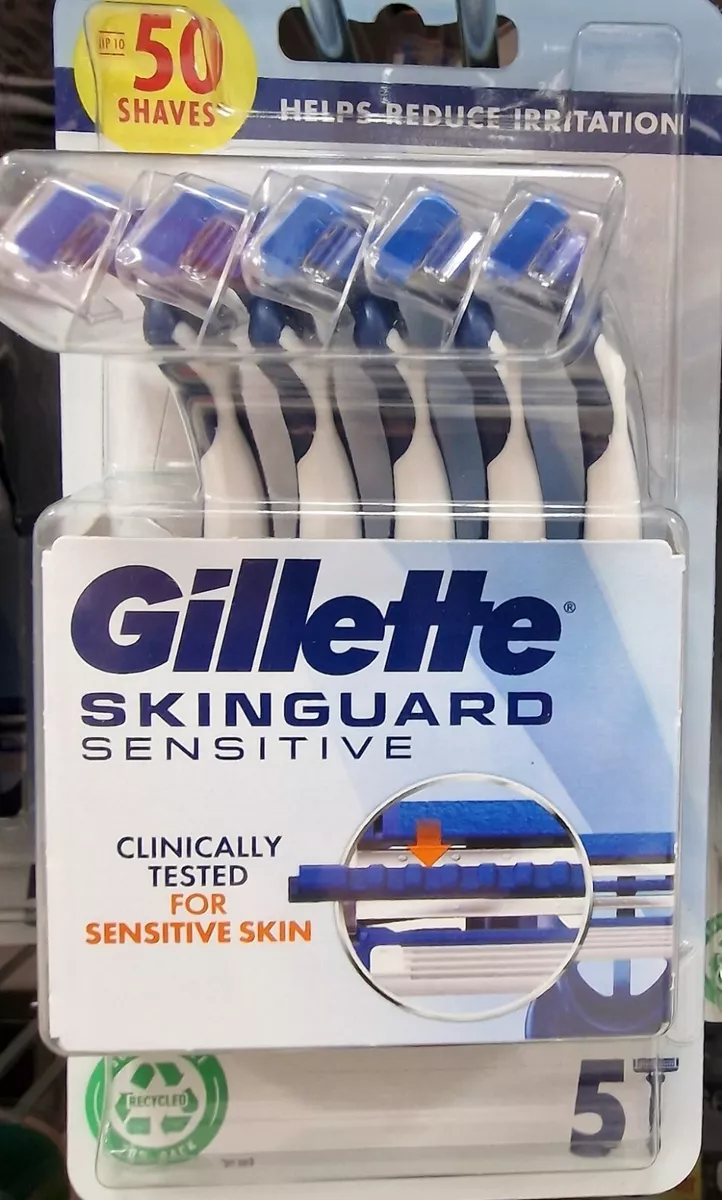 UP TO
50
SHAVES
HELPS REDUCE IRRITATION
Gillette®
SKINGUARD
SENSITIVE
CLINICALLY
TESTED
FOR
SENSITIVE SKIN
RECYCLED
5